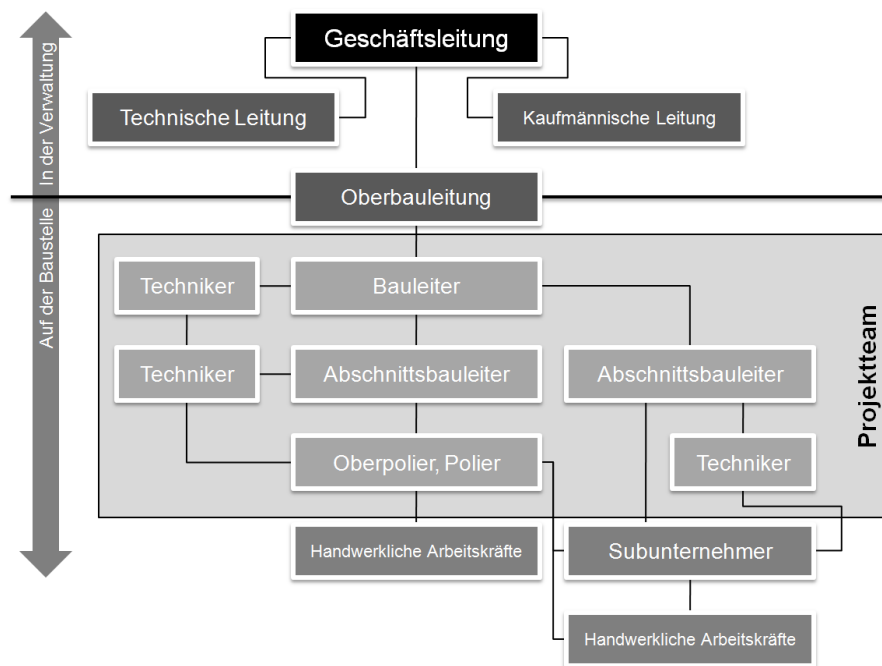 Geschäftsleitung
Technische Leitung
Kaufmännische Leitung
In der Verwaltung
Oberbauleitung
Auf der Baustelle
Techniker
Bauleiter
Techniker
Abschnittsbauleiter
Abschnittsbauleiter
Projektteam
Oberpolier, Polier
Techniker
Handwerkliche Arbeitskräfte
Subunternehmer
Handwerkliche Arbeitskräfte